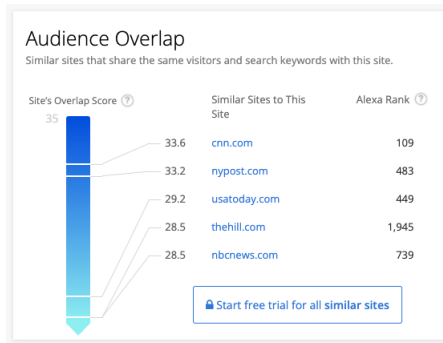 Audience Overlap
Similar sites that share the same visitors and search keywords with this site.
Site's Overlap Score ?
Similar Sites to This
Site
Alexa Rank ?
35
33.6 cnn.com 109
33.2 nypost.com 483
29.2 usatoday.com 449
28.5 thehill.com 1,945
28.5 nbcnews.com 739
Start free trial for all similar sites